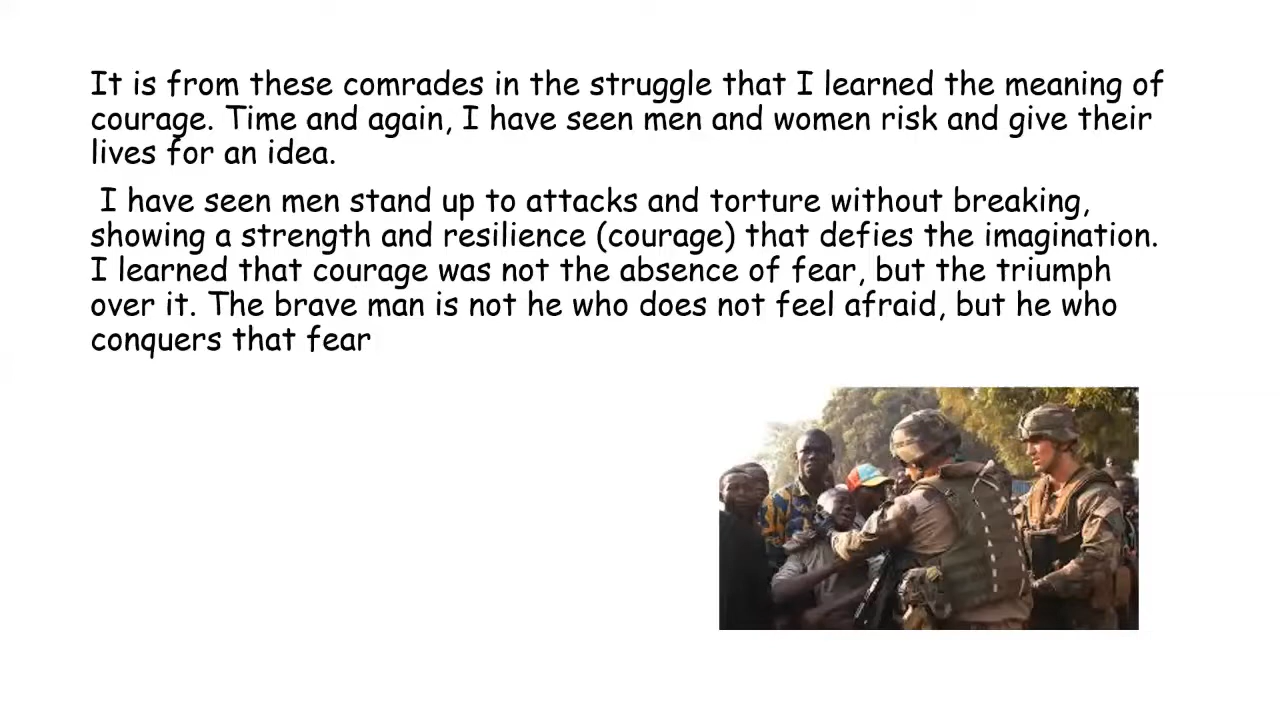 It is from these comrades in the struggle that I learned the meaning of
courage. Time and again, I have seen men and women risk and give their
lives for an idea.
I have seen men stand up to attacks and torture without breaking,
showing a strength and resilience (courage) that defies the imagination.
I learned that courage was not the absence of fear, but the triumph
over it. The brave man is not he who does not feel afraid, but he who
conquers that fear